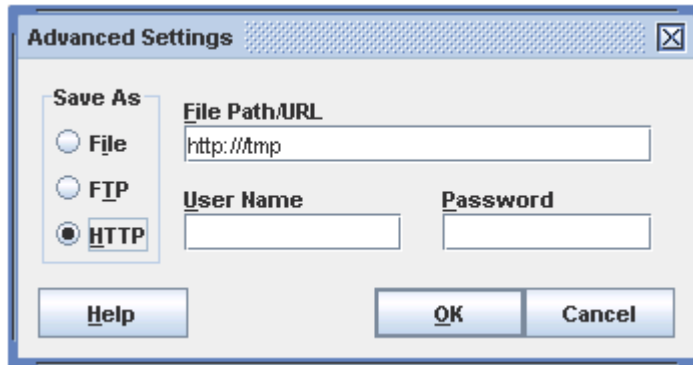 Advanced Settings
Save As
File
FTP
HTTP
File Path/URL
http://tmp
User Name
Password
Help
OK
Cancel